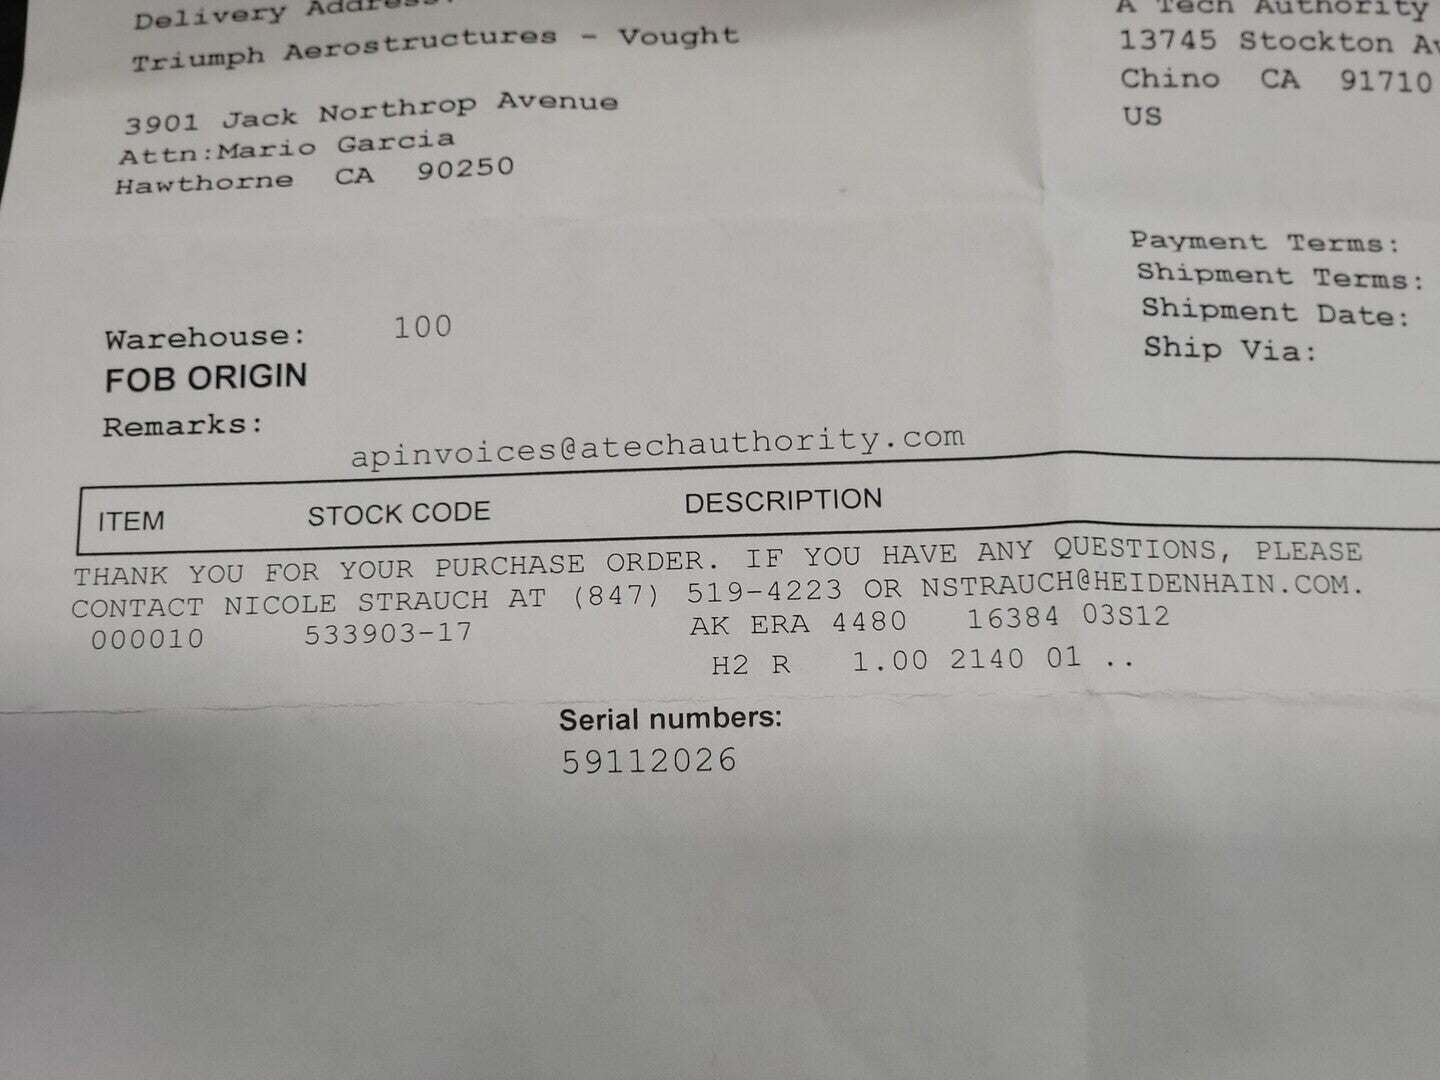 Delivery Address:
Triumph Aerostructures - Vought
3901 Jack Northrop Avenue
Attn:Mario Garcia
Hawthorne CA 90250
A Tech Authority
13745 Stockton Av
Chino CA 91710
US
Payment Terms:
Shipment Terms:
Shipment Date:
Ship Via:
Warehouse: 100
FOB ORIGIN
Remarks:
apinvoices@atechauthority.com
ITEM STOCK CODE DESCRIPTION
THANK YOU FOR YOUR PURCHASE ORDER. IF YOU HAVE ANY QUESTIONS, PLEASE
CONTACT NICOLE STRAUCH AT (847) 519-4223 OR NSTRAUCH@HEIDENHAIN.COM.
000010 533903-17 AK ERA 4480 16384 03S12
H2 R 1.00 2140 01 ..
Serial numbers:
59112026